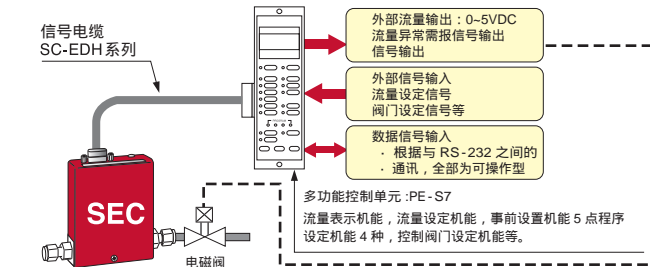 信号电缆
SC-EDH系列
外部流量输出：0~5VDC
流量异常需报信号输出
信号输出
外部信号输入
流量设定信号
阀门设定信号等
数据信号输入
· 根据与 RS-232 之间的
· 通讯，全部为可操作型
多功能控制单元 :PE-S7
流量表示机能，流量设定机能，事前设置机能 5 点程序
设定机能 4 种，控制阀门设定机能等。
SEC
电磁阀